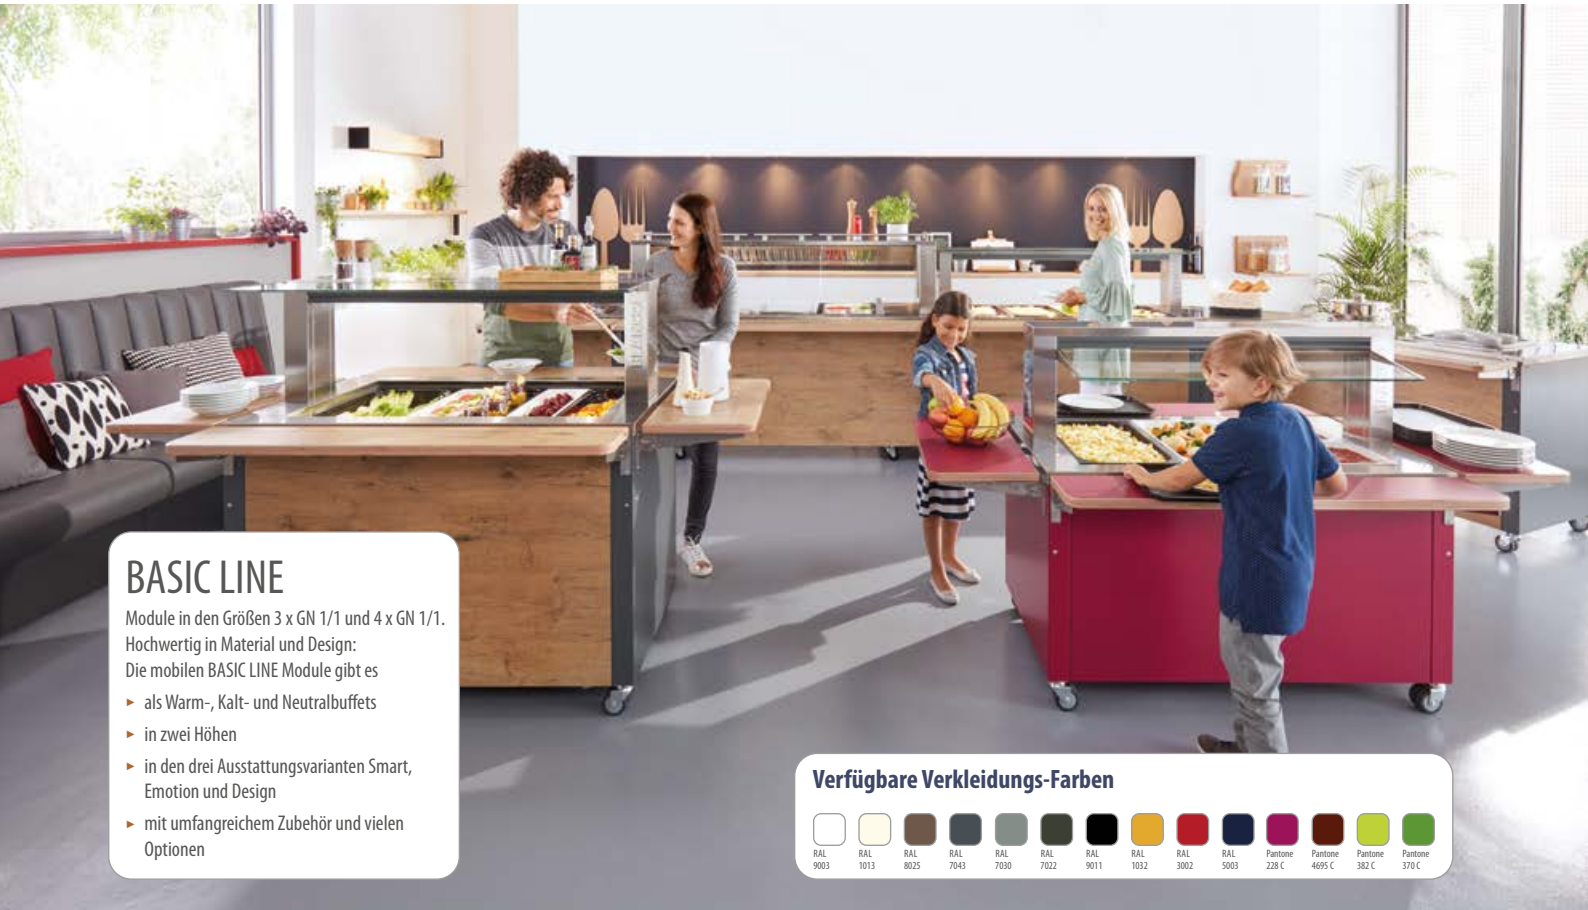 BASIC LINE
Module in den Größen 3 x GN 1/1 und 4 x GN 1/1.
Hochwertig in Material und Design:
Die mobilen BASIC LINE Module gibt es
▸ als Warm-, Kalt- und Neutralbuffets
▸ in zwei Höhen
▸ in den drei Ausstattungsvarianten Smart,
Emotion und Design
▸ mit umfangreichem Zubehör und vielen
Optionen
Verfügbare Verkleidungs-Farben
RAL 9003
RAL 1013
RAL 8025
RAL 7043
RAL 7030
RAL 7022
RAL 9011
RAL 1032
RAL 3002
RAL 5003
Pantone 228 C
Pantone 4695 C
Pantone 382 C
Pantone 370 C